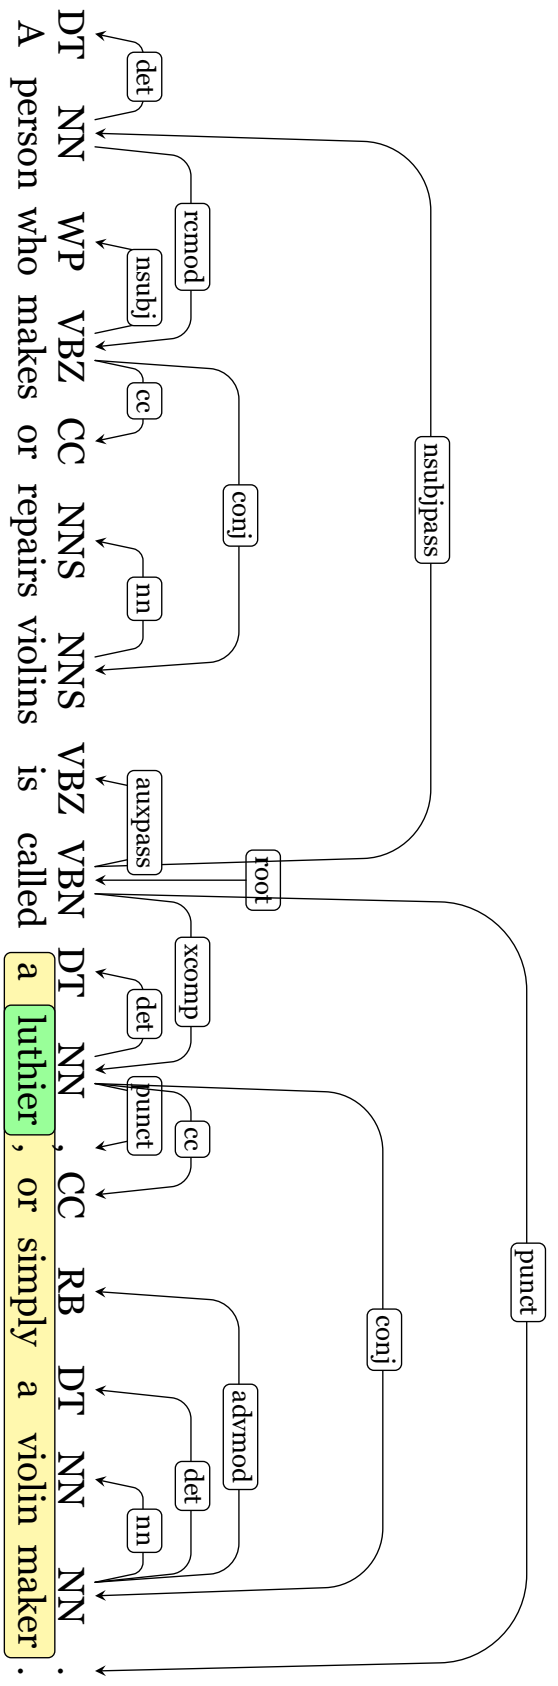 nsubjpass punct
conj
root
conj advmod
rcmod xcomp cc det
det nsubj cc nn auxpass det punct nn
DT NN WP VBZ CC NNS NNS VBZ VBN DT NN , CC RB DT NN NN .
A person who makes or repairs violins is called a luthier , or simply a violin maker .